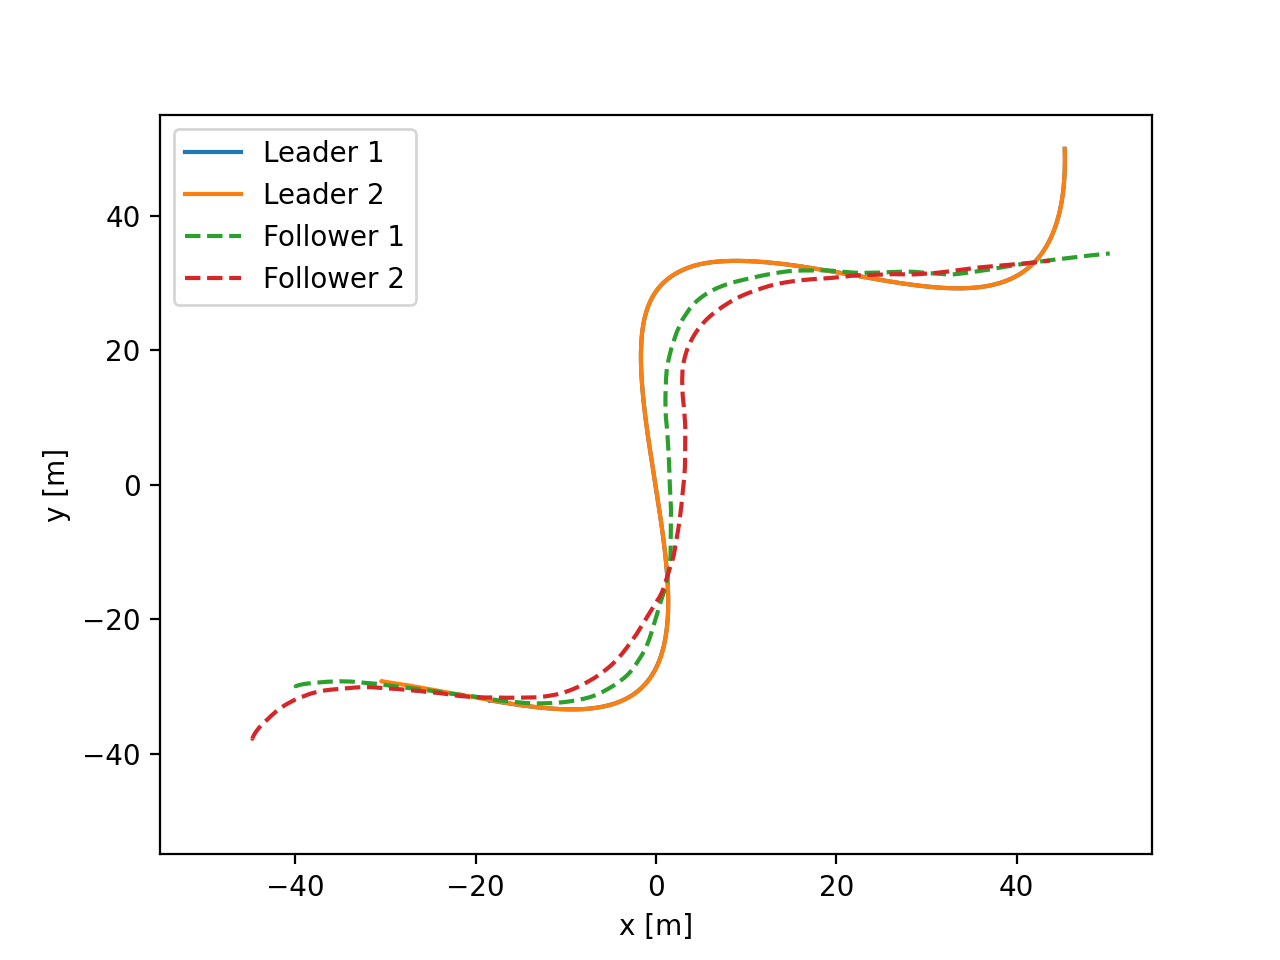 Leader 1
Leader 2
Follower 1
Follower 2
40
20
0
−20
−40
y [m]
−40 −20 0 20 40
x [m]